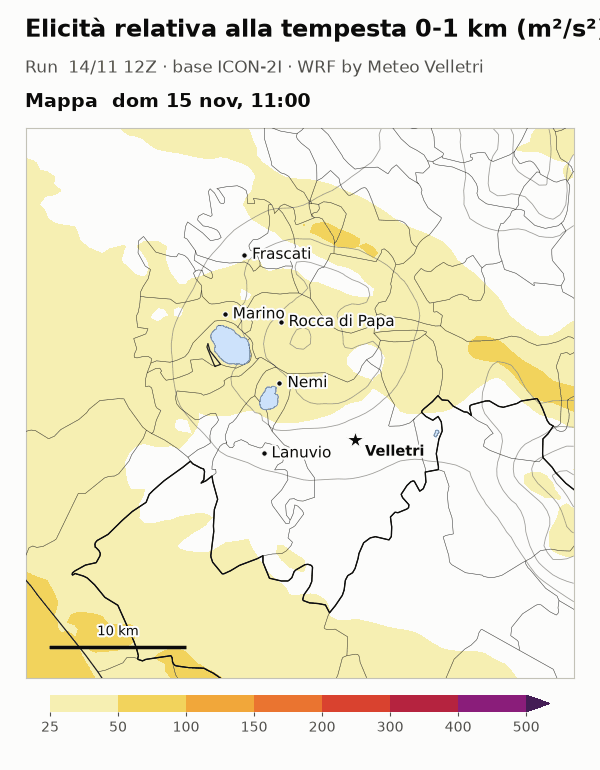 Elicità relativa alla tempesta 0-1 km (m²/s²)
Run 14/11 12Z · base ICON-2I · WRF by Meteo Velletri
Mappa dom 15 nov, 11:00
Frascati
Marino
Rocca di Papa
Nemi
Velletri
Lanuvio
10 km
25 50 100 150 200 300 400 500